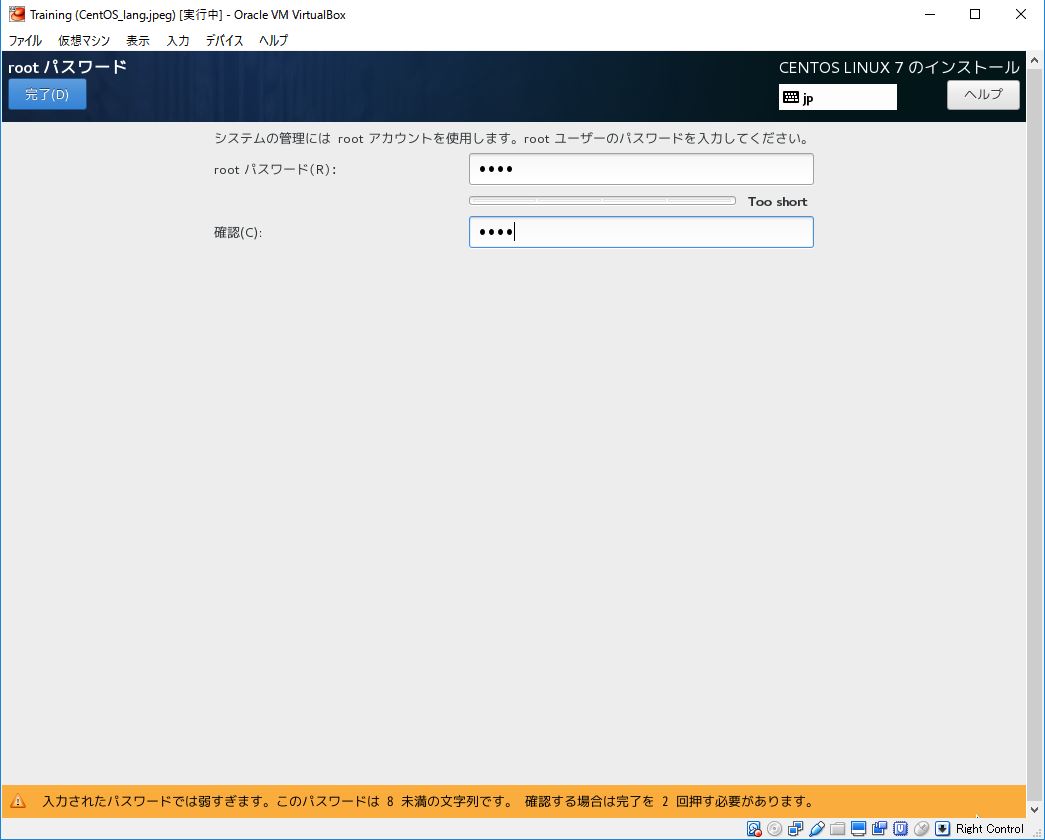 Training (CentOS_lang.jpeg) [実行中] - Oracle VM VirtualBox
ファイル 仮想マシン 表示 入力 デバイス ヘルプ
root パスワード
CENTOS LINUX 7 のインストール
完了(D)
jp
ヘルプ
システムの管理には root アカウントを使用します。root ユーザーのパスワードを入力してください。
root パスワード(R):
••••
Too short
確認(C):
••••
入力されたパスワードでは弱すぎます。このパスワードは 8 未満の文字列です。 確認する場合は完了を 2 回押す必要があります。
Right Control